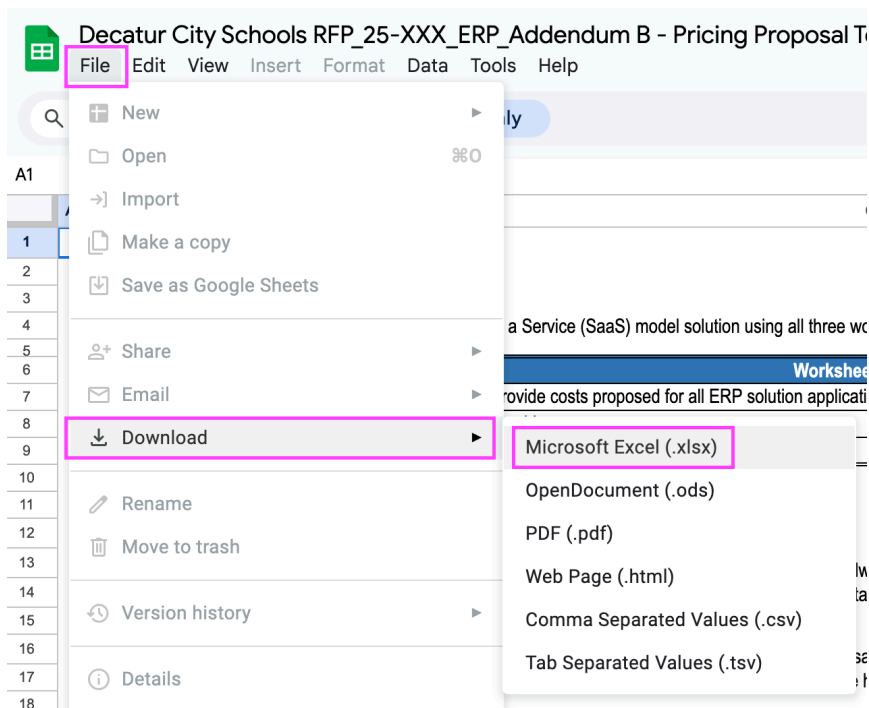 Decatur City Schools RFP_25-XXX_ERP_Addendum B - Pricing Proposal
File Edit View Insert Format Data Tools Help
New
Open ⌘O
Import
Make a copy
Save as Google Sheets
Share
Email
Download
Rename
Move to trash
Version history
Details
Microsoft Excel (.xlsx)
OpenDocument (.ods)
PDF (.pdf)
Web Page (.html)
Comma Separated Values (.csv)
Tab Separated Values (.tsv)
A1
1
2
3
4 a Service (SaaS) model solution using all three
5
6
7 costs proposed for all ERP solution
8
9
10
11
12
13
14
15
16
17
18